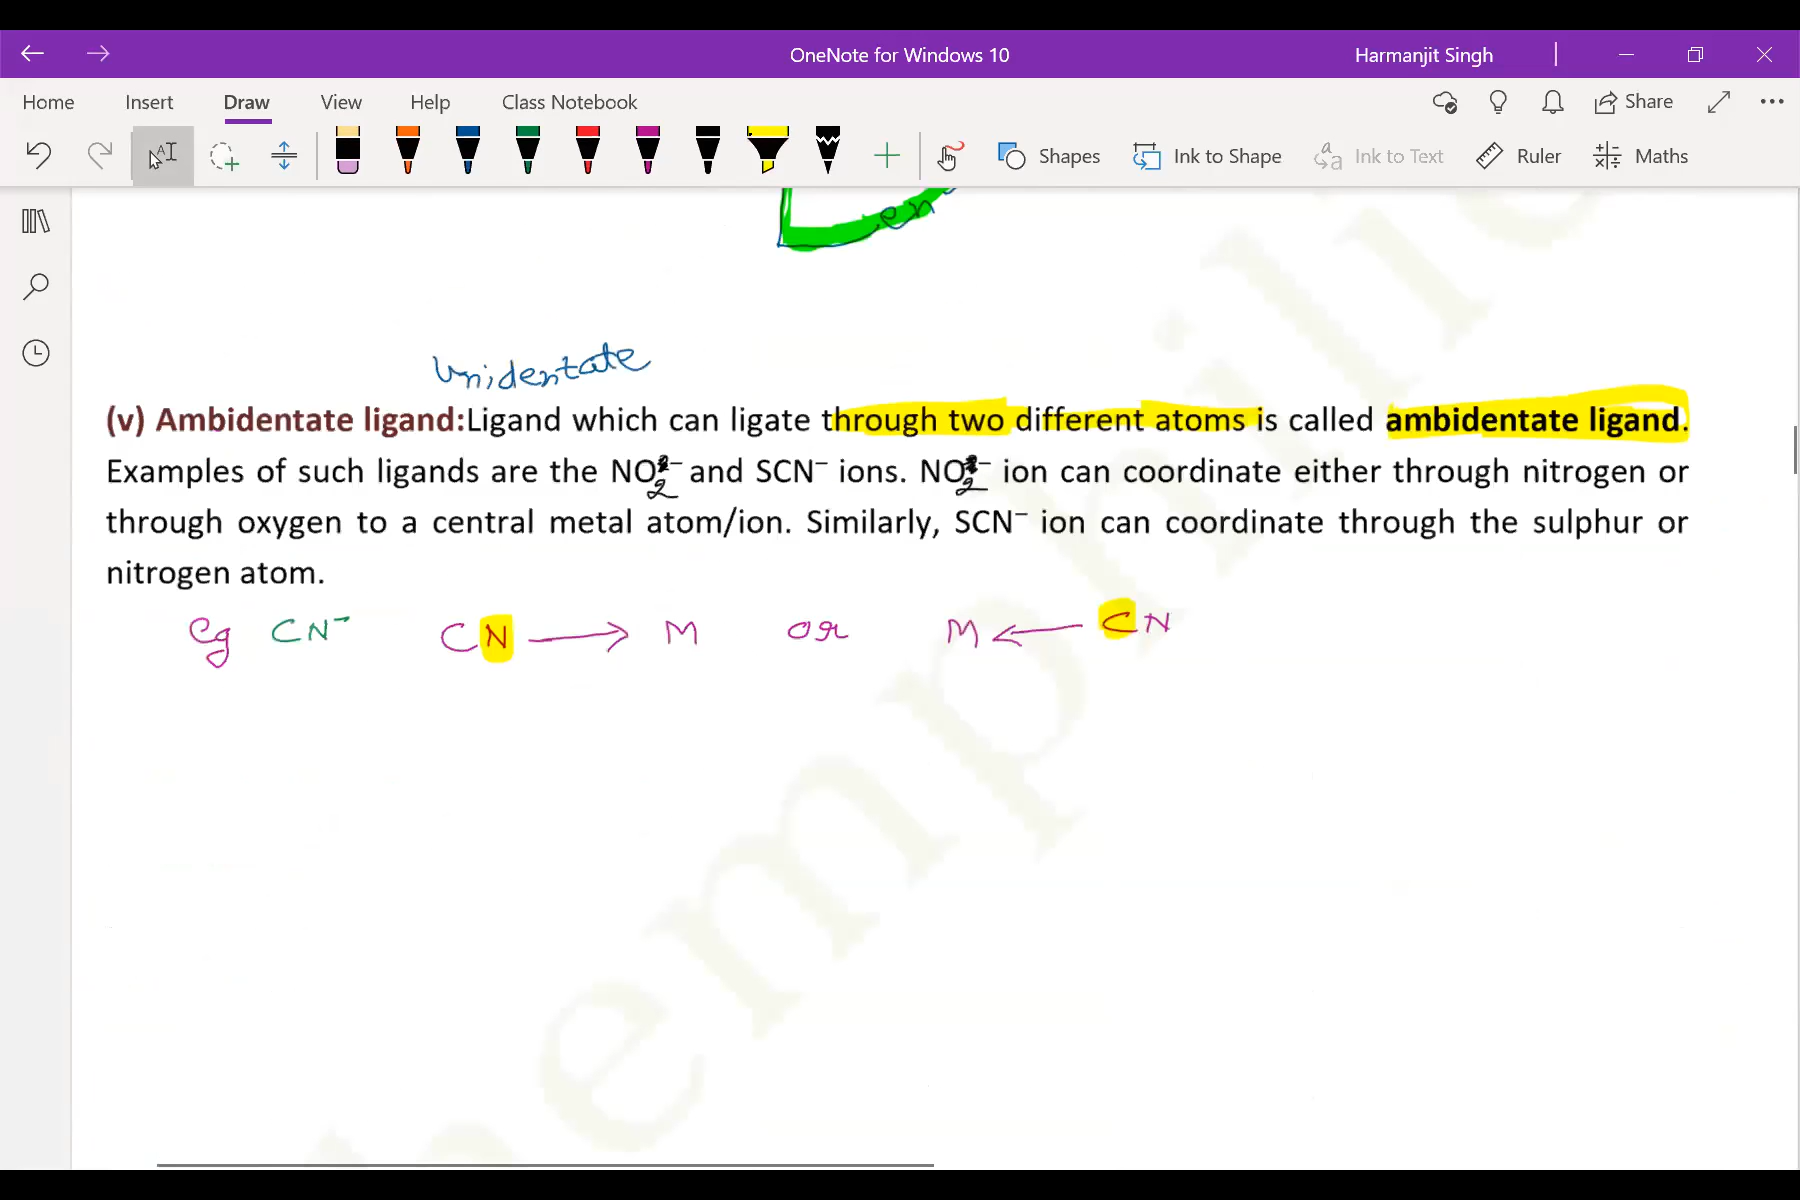 OneNote for Windows 10
Harmanjit Singh
Home Insert Draw View Help Class Notebook
Share
Shapes Ink to Shape Ink to Text Ruler Maths
en
Unidentate
(v) Ambidentate ligand:Ligand which can ligate through two different atoms is called ambidentate ligand.
Examples of such ligands are the NO₂⁻ and SCN⁻ ions. NO₂⁻ ion can coordinate either through nitrogen or
through oxygen to a central metal atom/ion. Similarly, SCN⁻ ion can coordinate through the sulphur or
nitrogen atom.
Eg CN⁻ CN → M or M ← CN
hemphilic